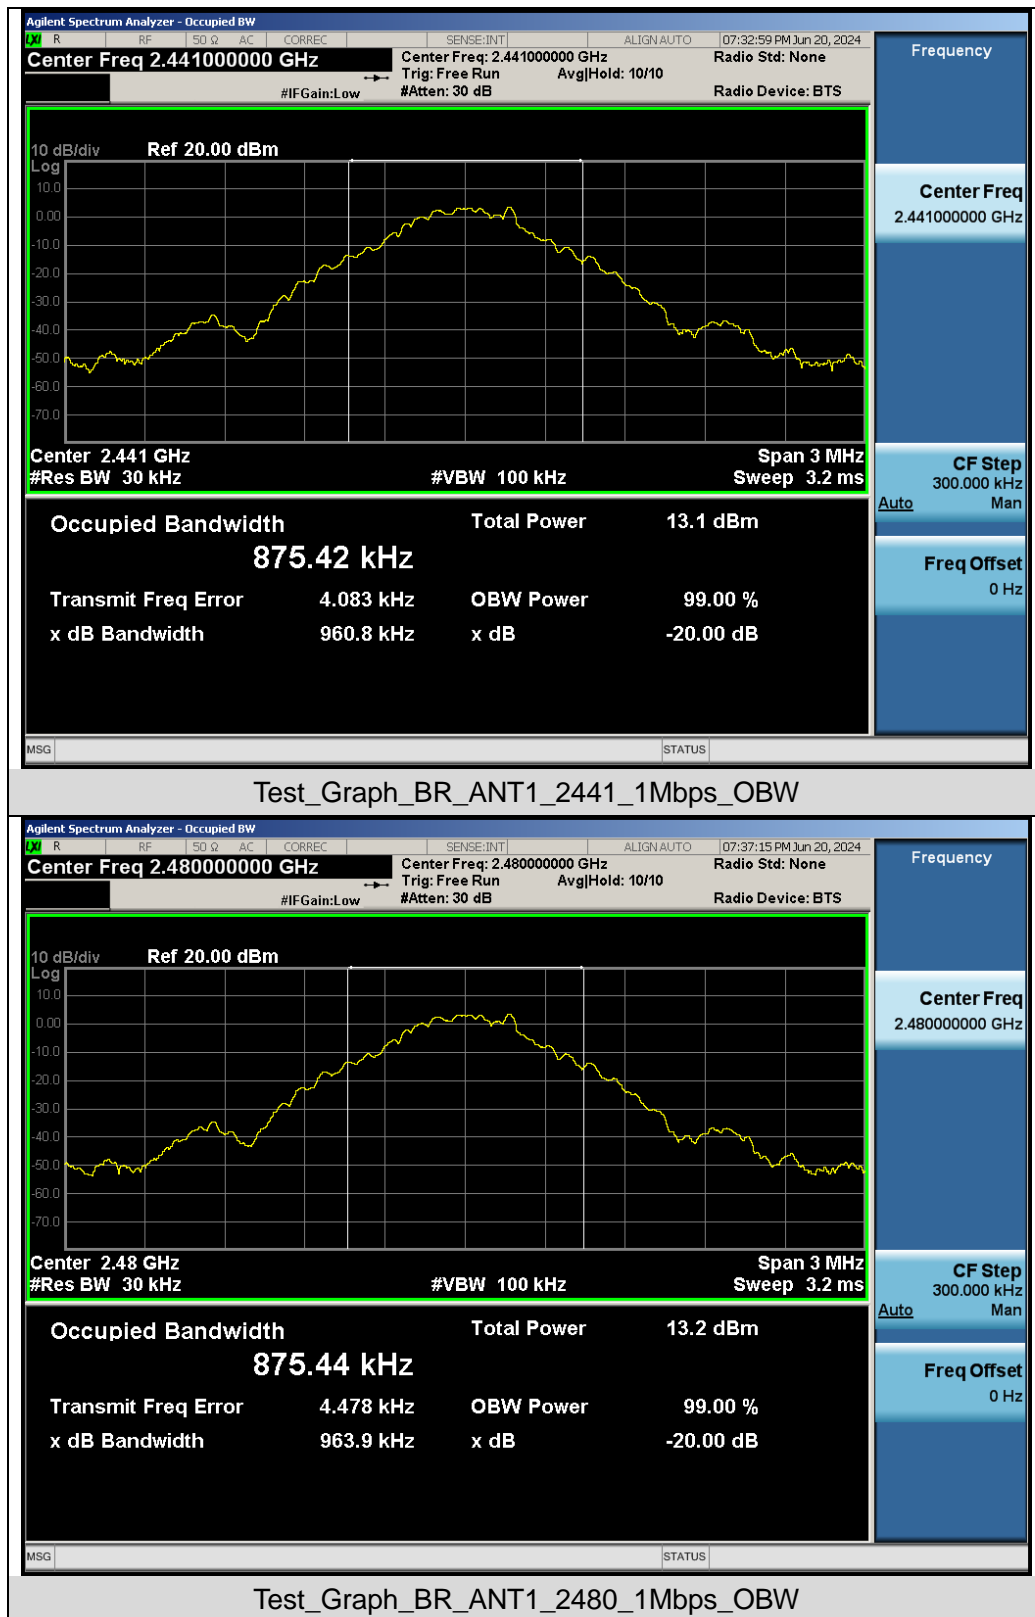 Agilent Spectrum Analyzer - Occupied BW
LXI R RF 50 Ω AC CORREC SENSE:INT ALIGN AUTO 07:32:59 PM Jun 20, 2024
Center Freq 2.441000000 GHz
Center Freq: 2.441000000 GHz
Radio Std: None
Trig: Free Run Avg|Hold: 10/10
#IFGain:Low #Atten: 30 dB Radio Device: BTS
Frequency
10 dB/div Ref 20.00 dBm
Log
10.0
0.00
-10.0
-20.0
-30.0
-40.0
-50.0
-60.0
-70.0
Center 2.441 GHz Span 3 MHz
#Res BW 30 kHz #VBW 100 kHz Sweep 3.2 ms
Center Freq
2.441000000 GHz
CF Step
300.000 kHz
Auto Man
Freq Offset
0 Hz
Occupied Bandwidth Total Power 13.1 dBm
875.42 kHz
Transmit Freq Error 4.083 kHz OBW Power 99.00 %
x dB Bandwidth 960.8 kHz x dB -20.00 dB
MSG STATUS
Test_Graph_BR_ANT1_2441_1Mbps_OBW
Agilent Spectrum Analyzer - Occupied BW
LXI R RF 50 Ω AC CORREC SENSE:INT ALIGN AUTO 07:37:15 PM Jun 20, 2024
Center Freq 2.480000000 GHz
Center Freq: 2.480000000 GHz
Radio Std: None
Trig: Free Run Avg|Hold: 10/10
#IFGain:Low #Atten: 30 dB Radio Device: BTS
Frequency
10 dB/div Ref 20.00 dBm
Log
10.0
0.00
-10.0
-20.0
-30.0
-40.0
-50.0
-60.0
-70.0
Center 2.48 GHz Span 3 MHz
#Res BW 30 kHz #VBW 100 kHz Sweep 3.2 ms
Center Freq
2.480000000 GHz
CF Step
300.000 kHz
Auto Man
Freq Offset
0 Hz
Occupied Bandwidth Total Power 13.2 dBm
875.44 kHz
Transmit Freq Error 4.478 kHz OBW Power 99.00 %
x dB Bandwidth 963.9 kHz x dB -20.00 dB
MSG STATUS
Test_Graph_BR_ANT1_2480_1Mbps_OBW